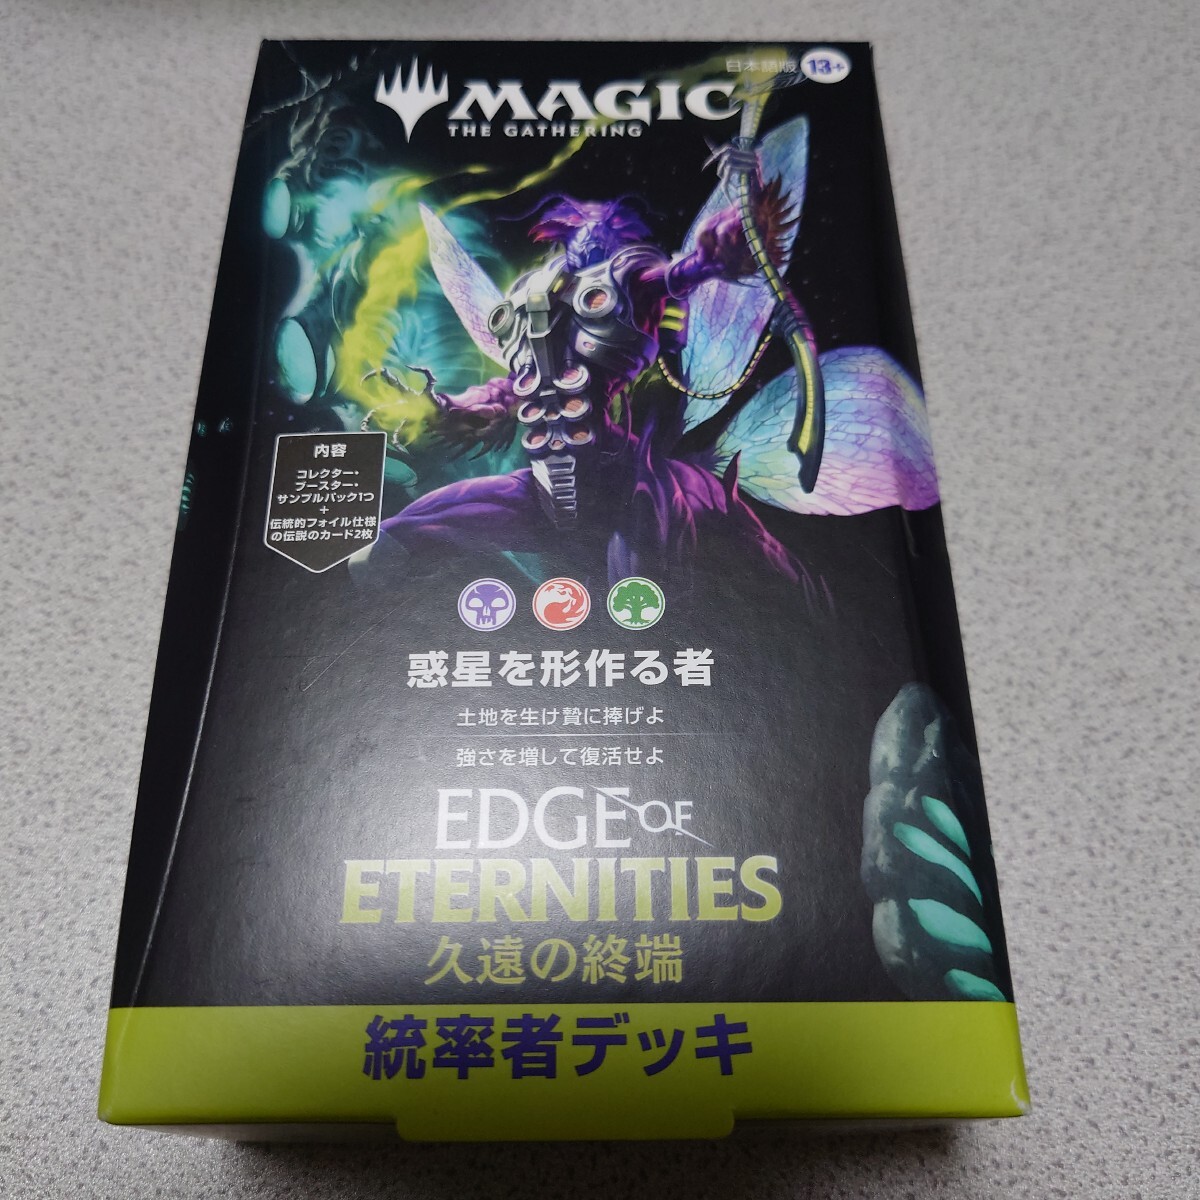 日本語版 13+
MAGIC
THE GATHERING
内容
コレクター・
ブースター・
サンプルパック1つ
+
伝統的フォイル仕様
の伝説のカード2枚
惑星を形作る者
土地を生け贄に捧げよ
強さを増して復活せよ
EDGE OF
ETERNITIES
久遠の終端
統率者デッキ